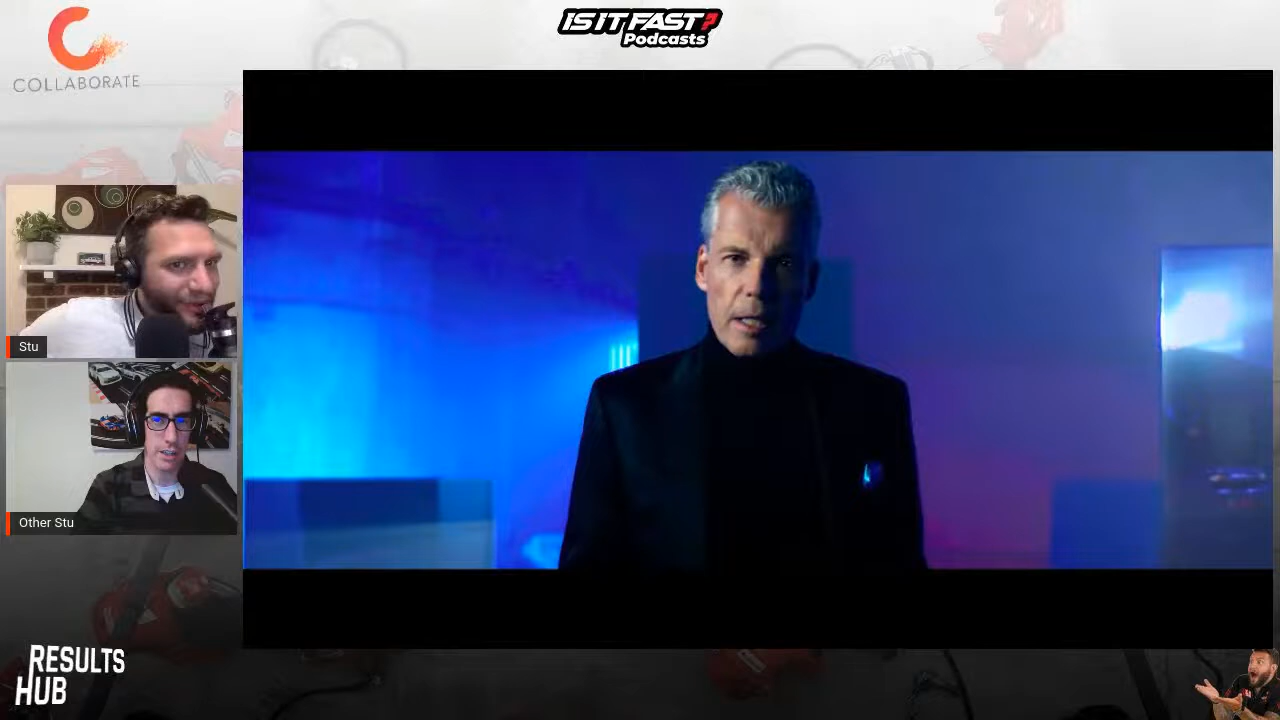 COLLABORATE
IS IT FAST?
Podcasts
Stu
Other Stu
RESULTS
HUB